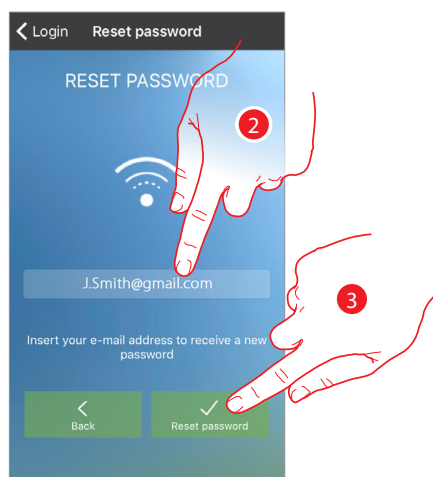 Login Reset password
RESET PASSWORD
2
J.Smith@gmail.com
3
Insert your e-mail address to receive a new
password
Back Reset password